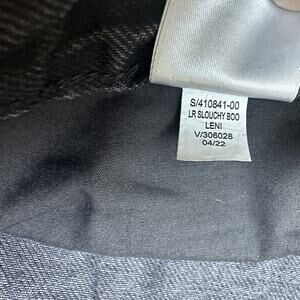 S/410841-00
LR SLOUCHY BOO
LENI
V/306028
04/22